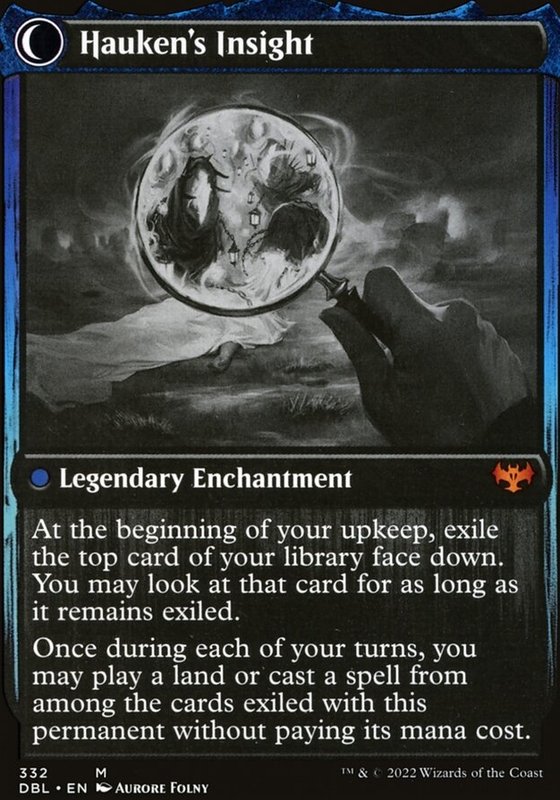 Hauken's Insight
Legendary Enchantment
At the beginning of your upkeep, exile
the top card of your library face down.
You may look at that card for as long as
it remains exiled.
Once during each of your turns, you
may play a land or cast a spell from
among the cards exiled with this
permanent without paying its mana cost.
332 M
DBL • EN AURORE FOLNY
™ & © 2022 Wizards of the Coast